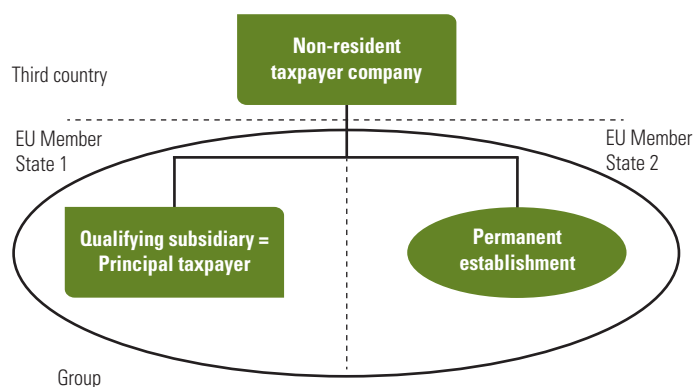 Non-resident
taxpayer company
Third country
EU Member
State 1
EU Member
State 2
Qualifying subsidiary =
Principal taxpayer
Permanent
establishment
Group